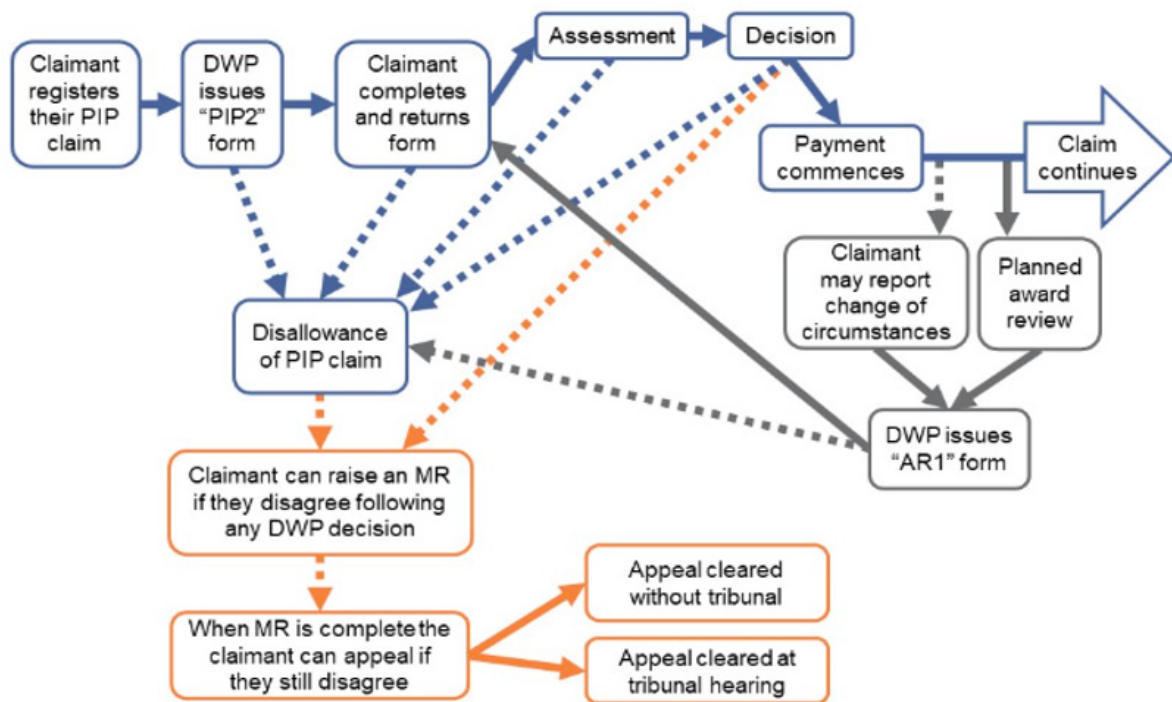 Claimant
registers
their PIP
claim
DWP
issues
“PIP2”
form
Claimant
completes
and returns
form
Assessment
Decision
Payment
commences
Claim
continues
Claimant
may report
change of
circumstances
Planned
award
review
Disallowance
of PIP claim
DWP issues
“AR1” form
Claimant can raise an MR
if they disagree following
any DWP decision
When MR is complete the
claimant can appeal if
they still disagree
Appeal cleared
without tribunal
Appeal cleared at
tribunal hearing